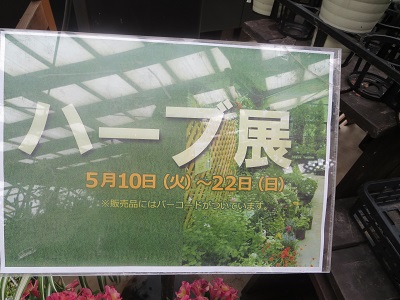 ハーブ展
5月10日(火)~22日(日)
※販売品にはバーコードがついています。